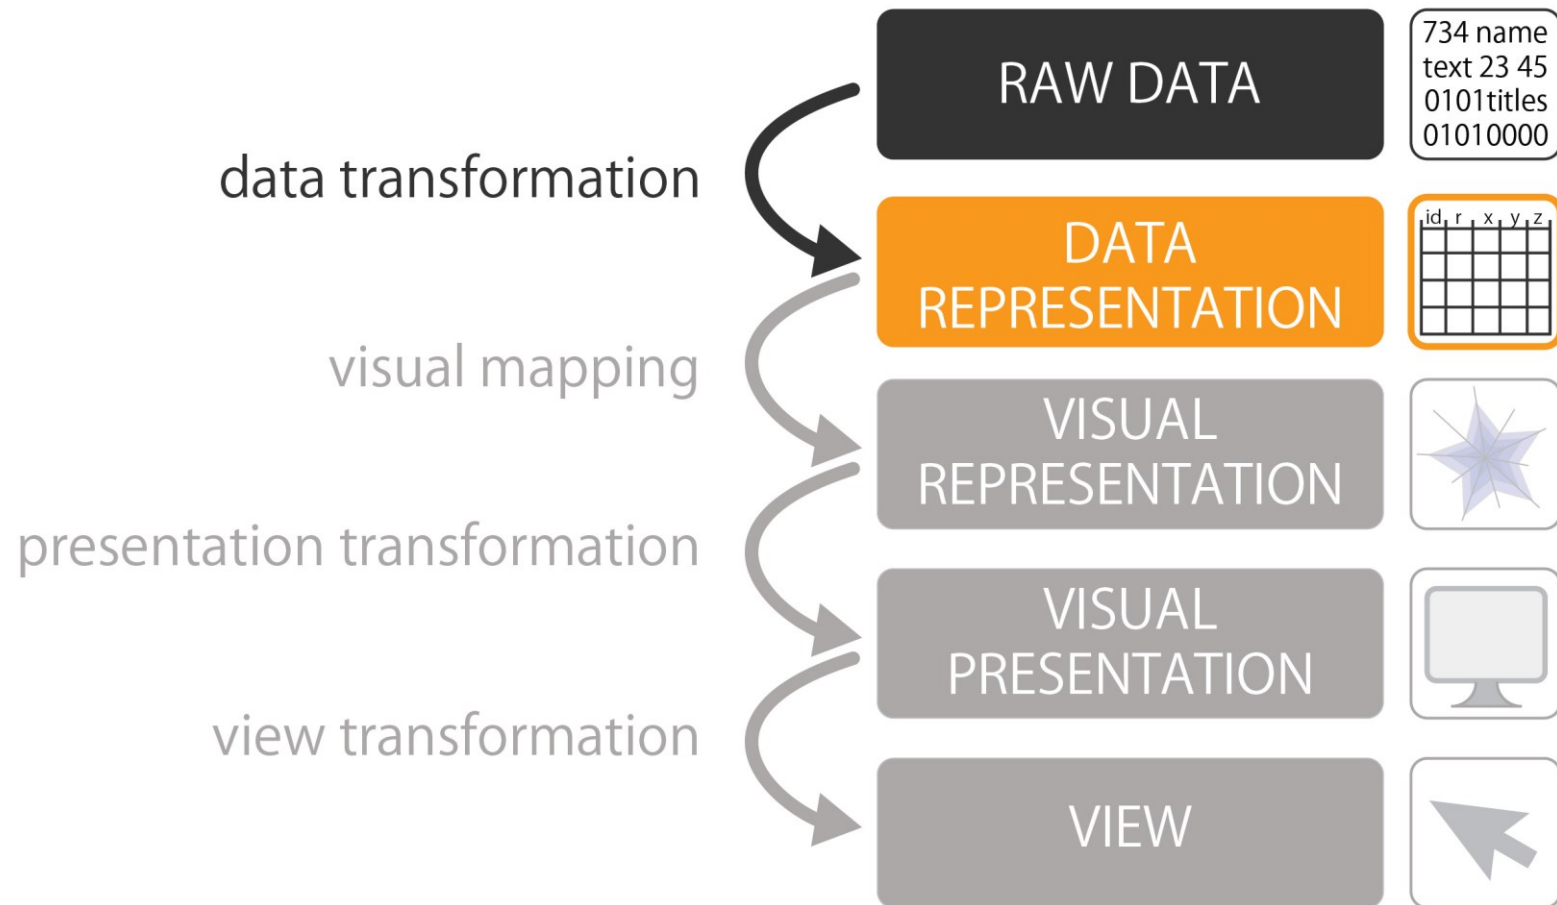 RAW DATA
734 name
text 23 45
0101titles
01010000
data transformation
DATA
REPRESENTATION
id r x y z
visual mapping
VISUAL
REPRESENTATION
presentation transformation
VISUAL
PRESENTATION
view transformation
VIEW